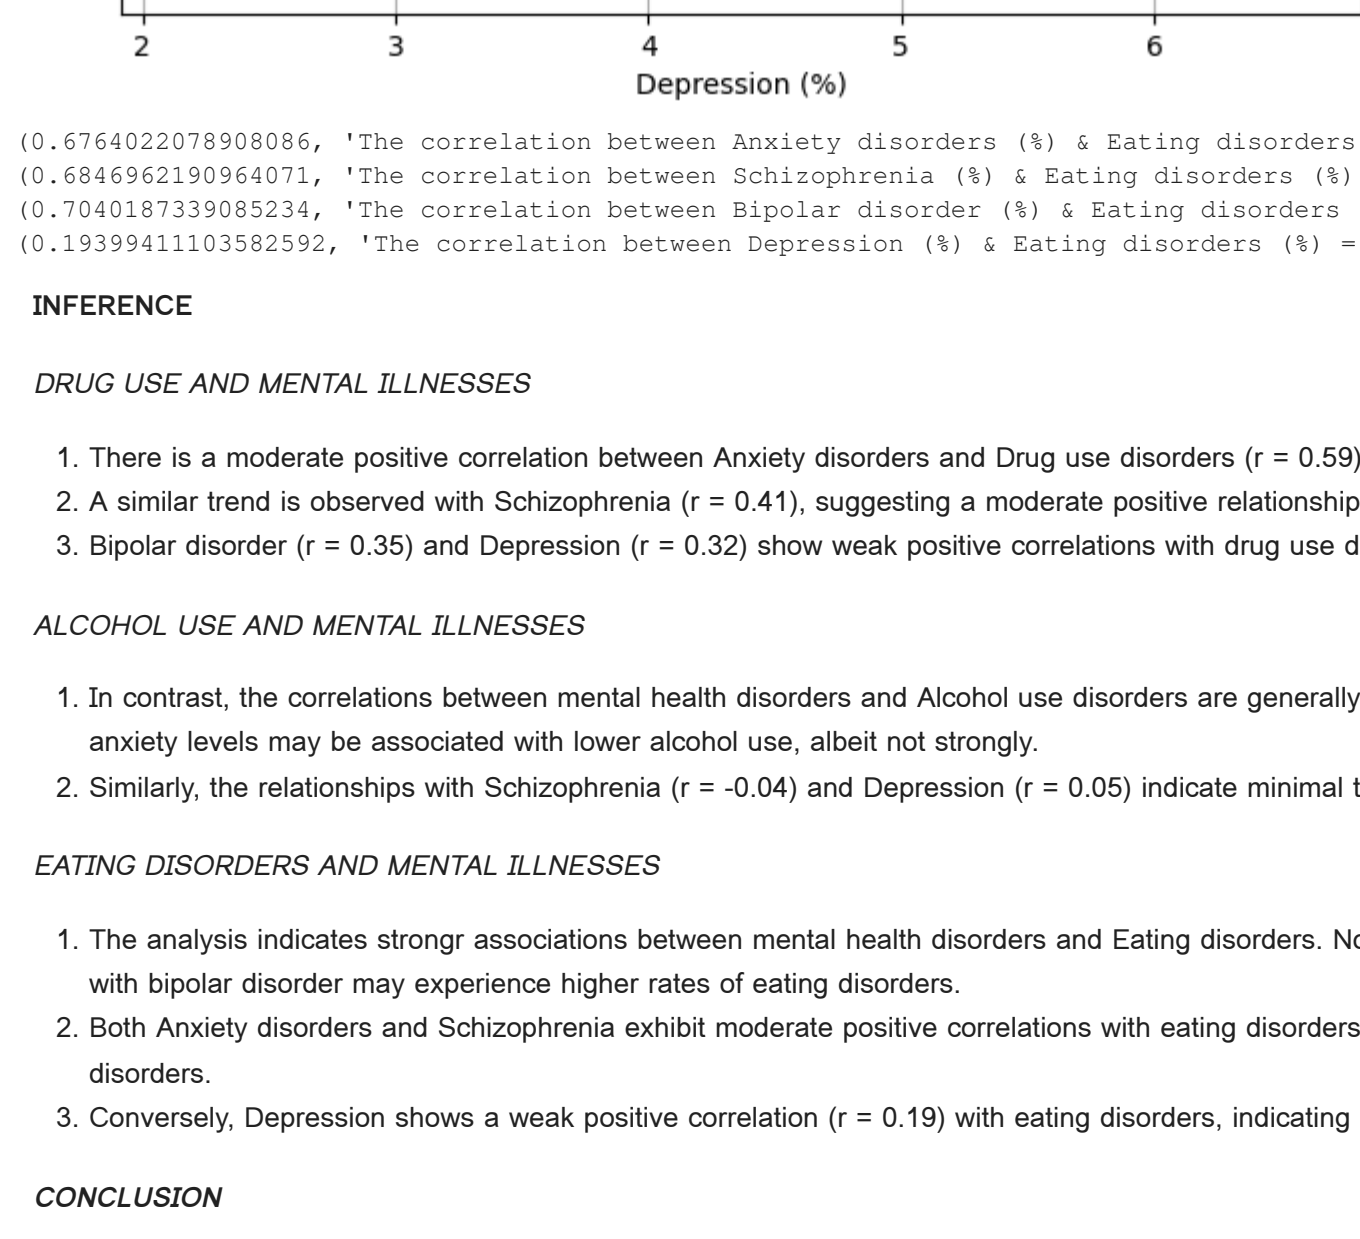 2 3 4 5 6
Depression (%)
(0.6764022078908086, 'The correlation between Anxiety disorders (%) & Eating disorders
(0.6846962190964071, 'The correlation between Schizophrenia (%) & Eating disorders (%)
(0.7040187339085234, 'The correlation between Bipolar disorder (%) & Eating disorders
(0.19399411103582592, 'The correlation between Depression (%) & Eating disorders (%) =
INFERENCE
DRUG USE AND MENTAL ILLNESSES
1. There is a moderate positive correlation between Anxiety disorders and Drug use disorders (r = 0.59)
2. A similar trend is observed with Schizophrenia (r = 0.41), suggesting a moderate positive relationship
3. Bipolar disorder (r = 0.35) and Depression (r = 0.32) show weak positive correlations with drug use d
ALCOHOL USE AND MENTAL ILLNESSES
1. In contrast, the correlations between mental health disorders and Alcohol use disorders are generally
anxiety levels may be associated with lower alcohol use, albeit not strongly.
2. Similarly, the relationships with Schizophrenia (r = -0.04) and Depression (r = 0.05) indicate minimal t
EATING DISORDERS AND MENTAL ILLNESSES
1. The analysis indicates strongr associations between mental health disorders and Eating disorders. No
with bipolar disorder may experience higher rates of eating disorders.
2. Both Anxiety disorders and Schizophrenia exhibit moderate positive correlations with eating disorders
disorders.
3. Conversely, Depression shows a weak positive correlation (r = 0.19) with eating disorders, indicating
CONCLUSION